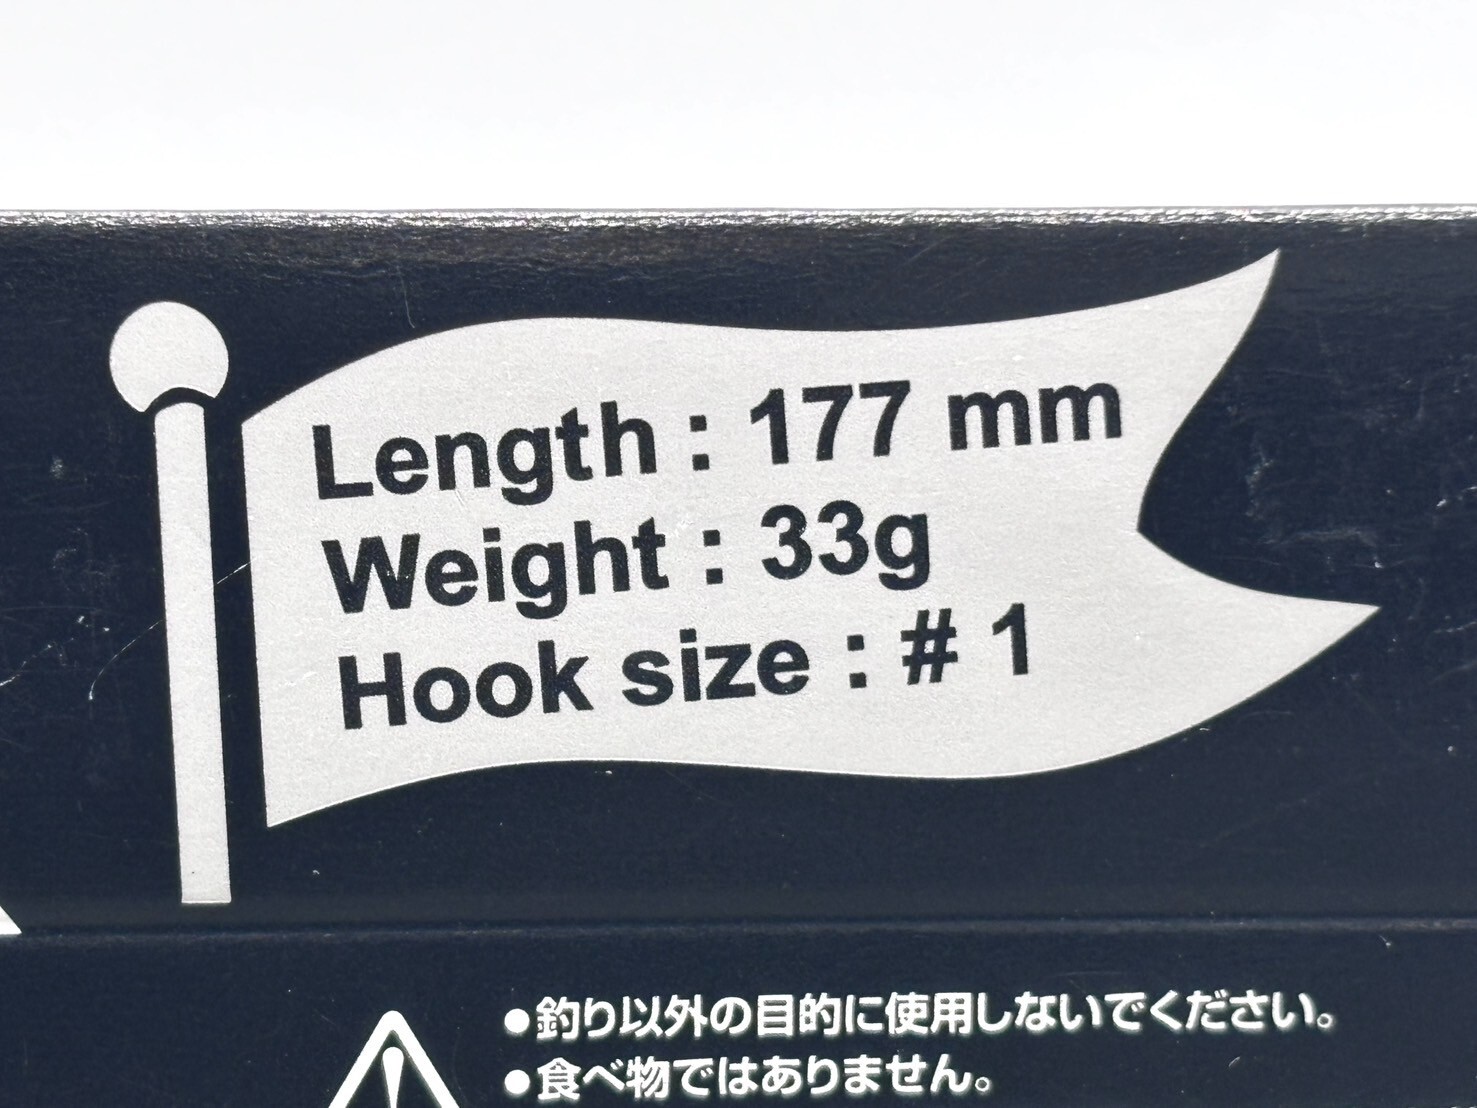 Length : 177 mm
Weight : 33g
Hook size : # 1
●釣り以外の目的に使用しないでください。
●食べ物ではありません。